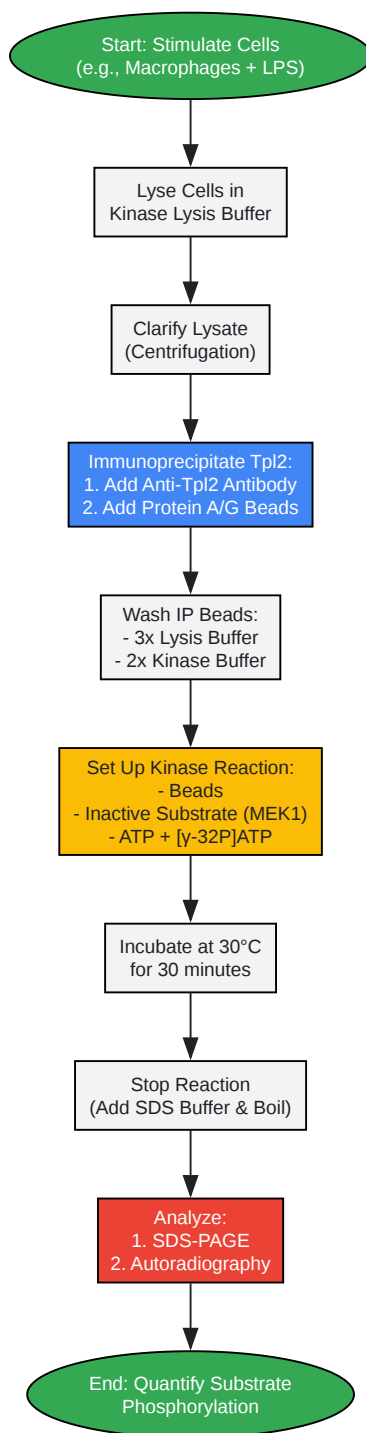 Start: Stimulate Cells
(e.g., Macrophages + LPS)
Lyse Cells in
Kinase Lysis Buffer
Clarify Lysate
(Centrifugation)
Immunoprecipitate Tpl2:
1. Add Anti-Tpl2 Antibody
2. Add Protein A/G Beads
Wash IP Beads:
- 3x Lysis Buffer
- 2x Kinase Buffer
Set Up Kinase Reaction:
- Beads
- Inactive Substrate (MEK1)
- ATP + [γ-32P]ATP
Incubate at 30°C
for 30 minutes
Stop Reaction
(Add SDS Buffer & Boil)
Analyze:
1. SDS-PAGE
2. Autoradiography
End: Quantify Substrate
Phosphorylation